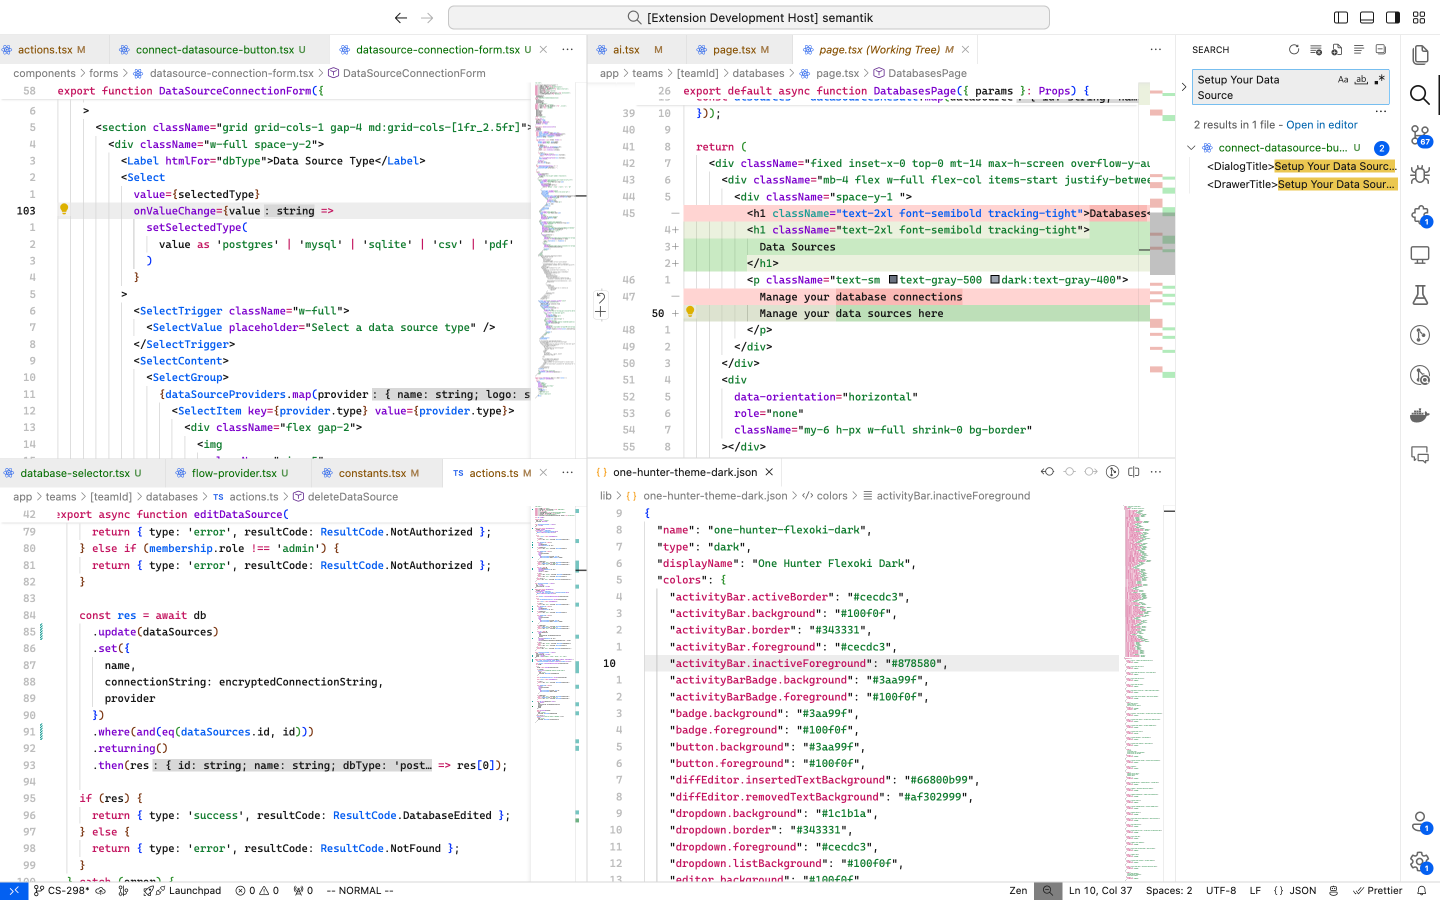 [Extension Development Host] semantik
actions.tsx M
connect-datasource-button.tsx U
datasource-connection-form.tsx U
components > forms > datasource-connection-form.tsx > DataSourceConnectionForm
58 export function DataSourceConnectionForm({
6 >
5 <section className="grid grid-cols-1 gap-4 md:grid-cols-[1fr_2.5fr]">
4 <div className="w-full space-y-2">
3 <Label htmlFor="dbType">Data Source Type</Label>
2 <Select
1 value={selectedType}
103 onValueChange={value: string =>
1 setSelectedType(
2 value as 'postgres' | 'mysql' | 'sqlite' | 'csv' | 'pdf'
3 )
4 }
5 >
6 <SelectTrigger className="w-full">
7 <SelectValue placeholder="Select a data source type" />
8 </SelectTrigger>
9 <SelectContent>
10 <SelectGroup>
11 {dataSourceProviders.map(provider: { name: string; logo: s
12 <SelectItem key={provider.type} value={provider.type}>
13 <div className="flex gap-2">
14 <img
ai.tsx M
page.tsx M
page.tsx (Working Tree) M
app > teams > [teamId] > databases > page.tsx > DatabasesPage
26 export default async function DatabasesPage({ params }: Props) {
39 10 }));
40 9
41 8 return (
42 7 <div className="fixed inset-x-0 top-0 mt-14 max-h-screen overflow-y-au
43 6 <div className="mb-4 flex w-full flex-col items-start justify-betwee
44 5 <div className="space-y-1 ">
45 — <h1 className="text-2xl font-semibold tracking-tight">Databases<
4+ <h1 className="text-2xl font-semibold tracking-tight">
3+ Data Sources
2+ </h1>
46 1 <p className="text-sm text-gray-500 dark:text-gray-400">
47 — Manage your database connections
50 + Manage your data sources here
48 1 </p>
49 2 </div>
50 3 </div>
51 4 <div
52 5 data-orientation="horizontal"
53 6 role="none"
54 7 className="my-6 h-px w-full shrink-0 bg-border"
55 8 ></div>
SEARCH
Setup Your Data
Source
Aa ab .*
2 results in 1 file - Open in editor
connect-datasource-bu... U 2
<DialogTitle>Setup Your Data Sourc...
<DrawerTitle>Setup Your Data Sour...
67
1
database-selector.tsx U
flow-provider.tsx U
constants.tsx M
TS actions.ts M
app > teams > [teamId] > databases > TS actions.ts > deleteDataSource
42 export async function editDataSource(
79 return { type: 'error', resultCode: ResultCode.NotAuthorized };
80 } else if (membership.role !== 'admin') {
81 return { type: 'error', resultCode: ResultCode.NotAuthorized };
82 }
83
84 const res = await db
85 .update(dataSources)
86 .set({
87 name,
88 connectionString: encryptedConnectionString,
89 provider
90 })
91 .where(and(eq(dataSources.id, id)))
92 .returning()
93 .then(res: { id: string; name: string; dbType: 'post… => res[0]);
94
95 if (res) {
96 return { type: 'success', resultCode: ResultCode.DatabaseEdited };
97 } else {
98 return { type: 'error', resultCode: ResultCode.NotFound };
99 }
100 } catch (error) {
{ } one-hunter-theme-dark.json
lib > { } one-hunter-theme-dark.json > colors > activityBar.inactiveForeground
9 {
8 "name": "one-hunter-flexoki-dark",
7 "type": "dark",
6 "displayName": "One Hunter Flexoki Dark",
5 "colors": {
4 "activityBar.activeBorder": "#cecdc3",
3 "activityBar.background": "#100f0f",
2 "activityBar.border": "#343331",
1 "activityBar.foreground": "#cecdc3",
10 "activityBar.inactiveForeground": "#878580",
1 "activityBarBadge.background": "#3aa99f",
2 "activityBarBadge.foreground": "#100f0f",
3 "badge.background": "#3aa99f",
4 "badge.foreground": "#100f0f",
5 "button.background": "#3aa99f",
6 "button.foreground": "#100f0f",
7 "diffEditor.insertedTextBackground": "#66800b99",
8 "diffEditor.removedTextBackground": "#af302999",
9 "dropdown.background": "#1c1b1a",
10 "dropdown.border": "#343331",
11 "dropdown.foreground": "#cecdc3",
12 "dropdown.listBackground": "#100f0f",
13 "editor.background": "#100f0f",
1
1
CS-298* Launchpad 0 0 0 -- NORMAL --
Zen Ln 10, Col 37 Spaces: 2 UTF-8 LF { } JSON Prettier